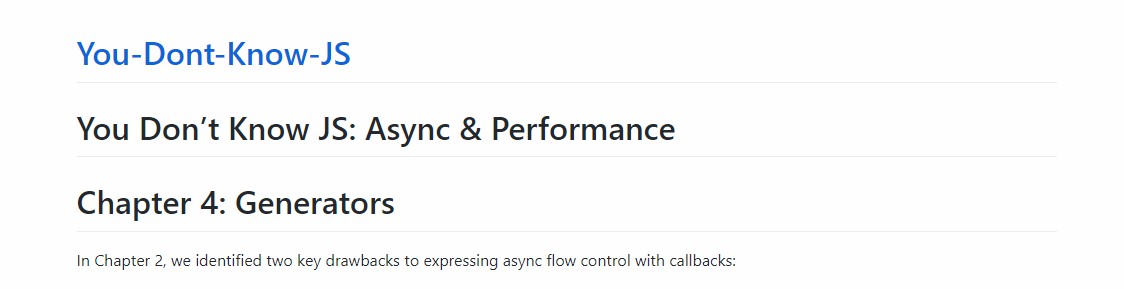 You-Dont-Know-JS
You Don’t Know JS: Async & Performance
Chapter 4: Generators
In Chapter 2, we identified two key drawbacks to expressing async flow control with callbacks: